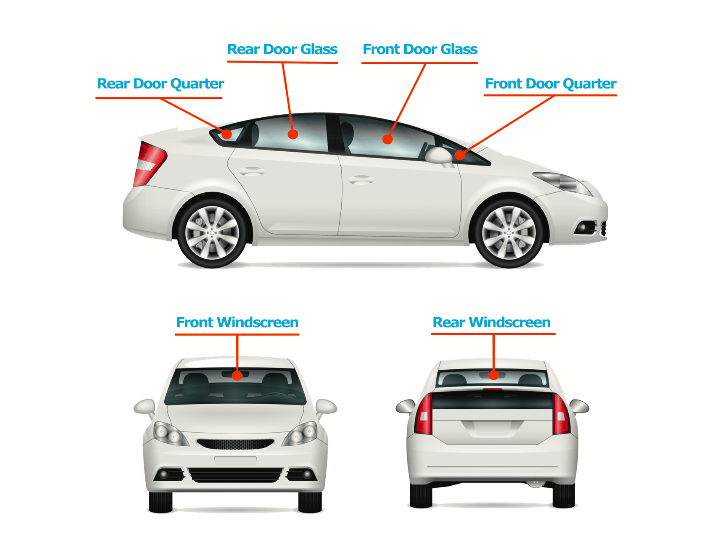 Rear Door Glass
Front Door Glass
Rear Door Quarter
Front Door Quarter
Front Windscreen
Rear Windscreen